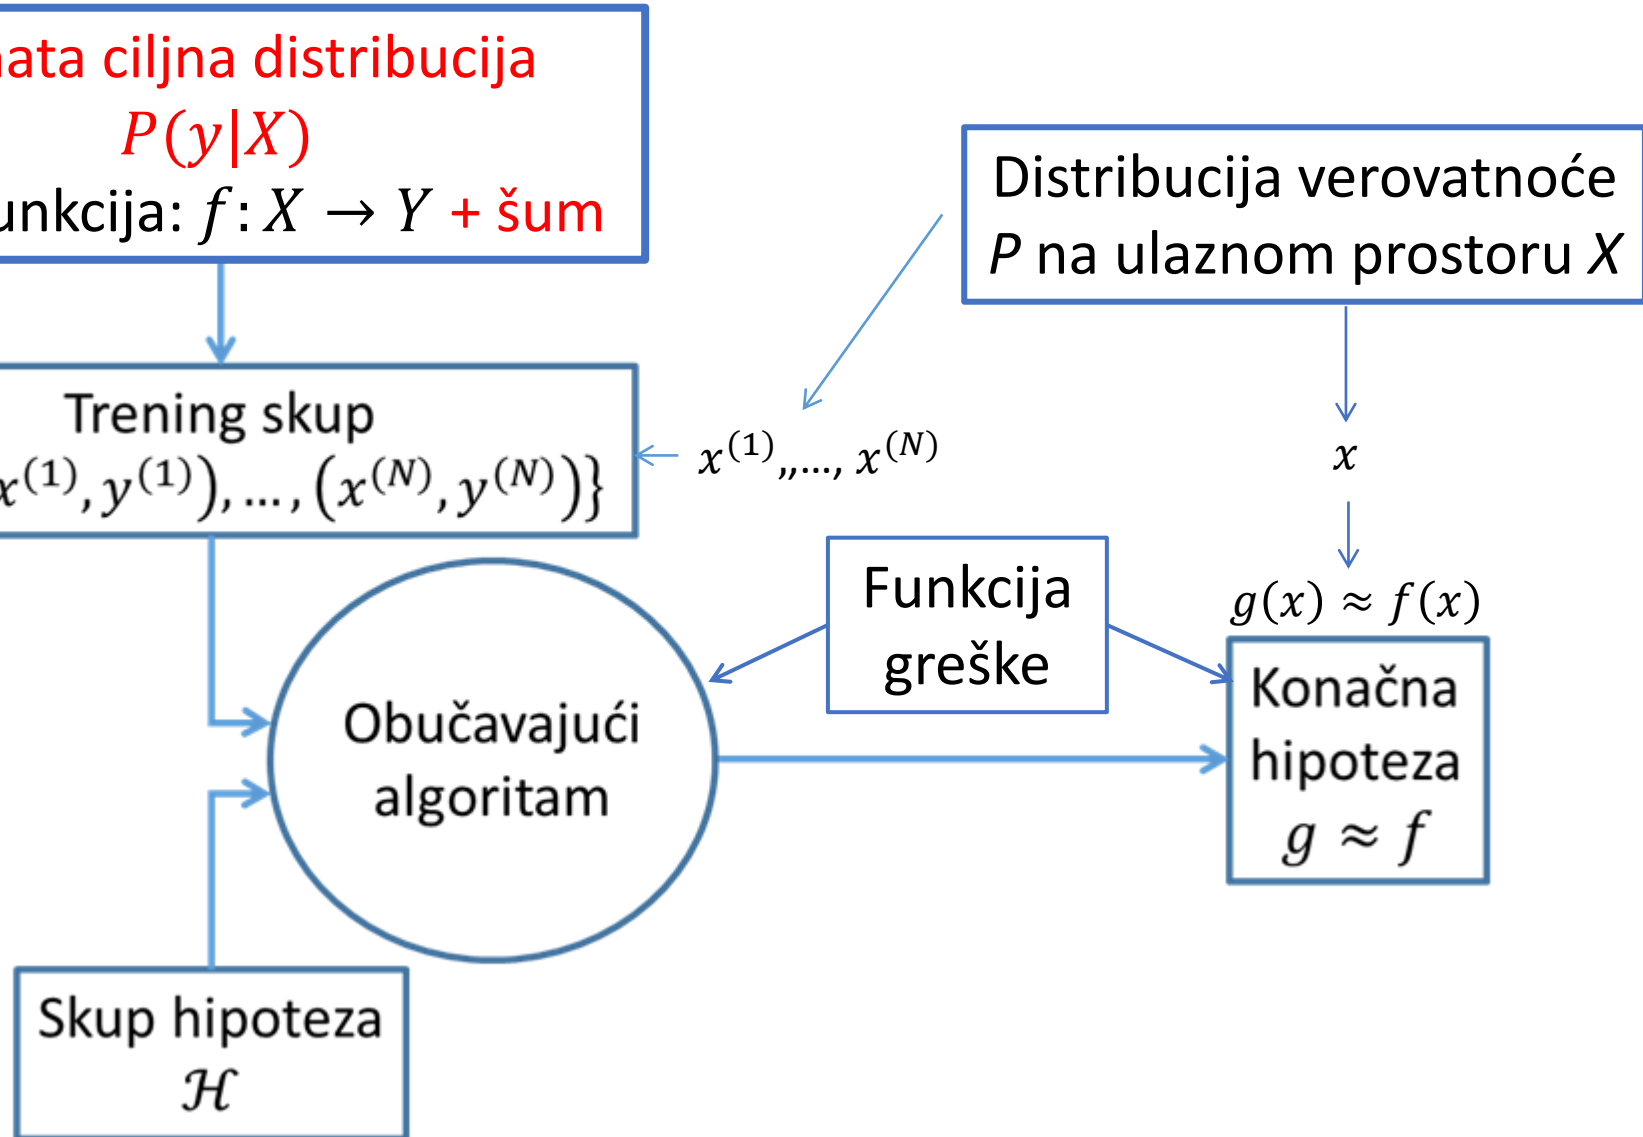 nata ciljna distribucija
P(y|X)
unkcija: f: X → Y + šum
Distribucija verovatnoće
P na ulaznom prostoru X
Trening skup
x⁽¹⁾, y⁽¹⁾), … , (x⁽ᴺ⁾, y⁽ᴺ⁾)}
x⁽¹⁾,,…, x⁽ᴺ⁾
x
Funkcija
greške
g(x) ≈ f(x)
Obučavajući
algoritam
Konačna
hipoteza
g ≈ f
Skup hipoteza
ℋ